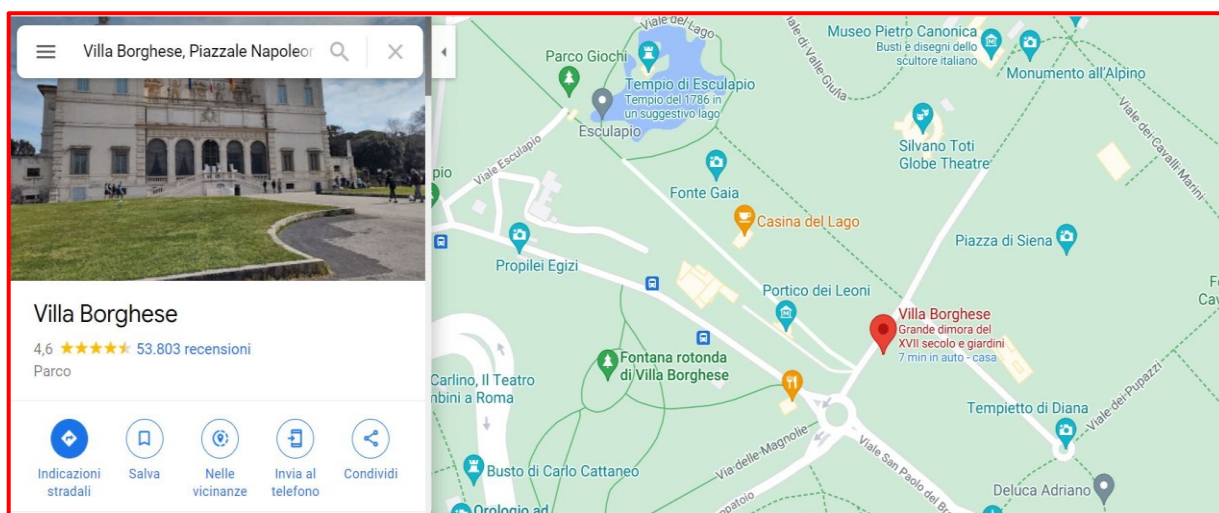 Villa Borghese, Piazzale Napoleor
Villa Borghese
4,6
53.803 recensioni
Parco
Indicazioni
stradali
Salva
Nelle
vicinanze
Invia al
telefono
Condividi
Viale del Lago
Parco Giochi
Tempio di Esculapio
Tempio del 1786 in
un suggestivo lago
Esculapio
Viale Esculapio
pio
Propilei Egizi
Fonte Gaia
Casina del Lago
Portico dei Leoni
Viale di Valle Giulia
Museo Pietro Canonica
Busti e disegni dello
scultore italiano
Monumento all'Alpino
Silvano Toti
Globe Theatre
Viale dei Cavalli Marini
Piazza di Siena
Villa Borghese
Grande dimora del
XVII secolo e giardini
7 min in auto - casa
Fontana rotonda
di Villa Borghese
Carlino, Il Teatro
nbini a Roma
Tempietto di Diana
Viale dei Pupazzi
Via delle Magnolie
Viale San Paolo del Br
Busto di Carlo Cattaneo
Deluca Adriano
Orologio ad
opatoio
Cav